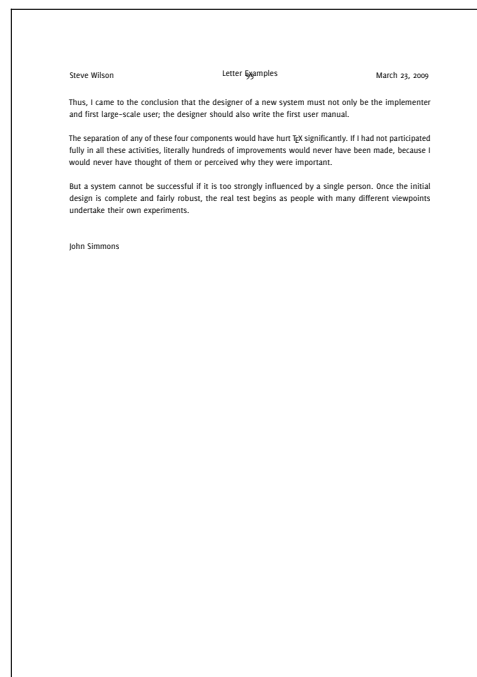 Steve Wilson Letter Examples March 23, 2009
Thus, I came to the conclusion that the designer of a new system must not only be the implementer
and first large-scale user; the designer should also write the first user manual.
The separation of any of these four components would have hurt TEX significantly. If I had not participated
fully in all these activities, literally hundreds of improvements would never have been made, because I
would never have thought of them or perceived why they were important.
But a system cannot be successful if it is too strongly influenced by a single person. Once the initial
design is complete and fairly robust, the real test begins as people with many different viewpoints
undertake their own experiments.
John Simmons